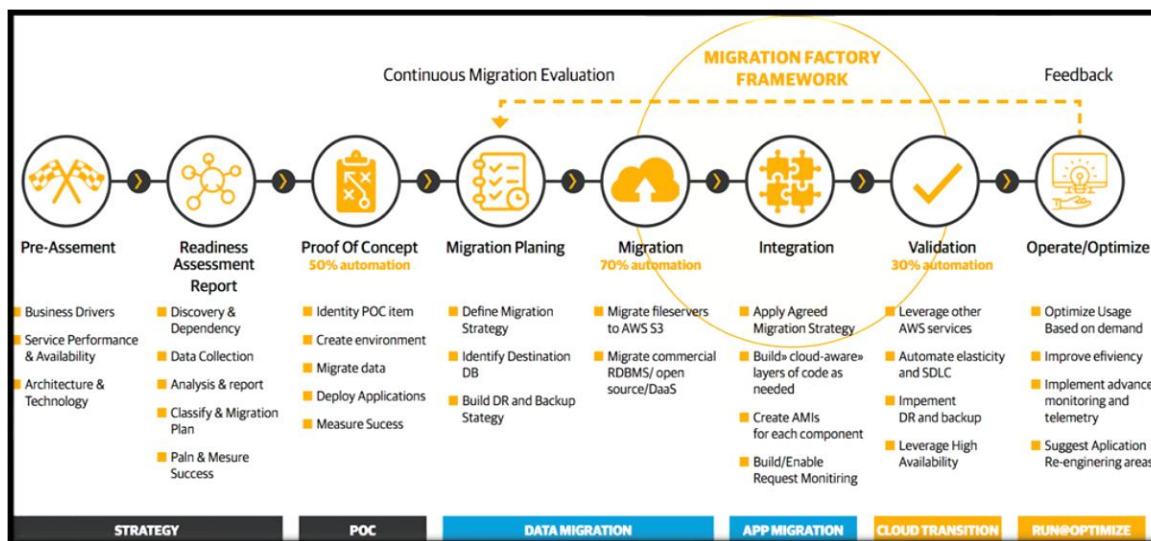 MIGRATION FACTORY
FRAMEWORK
Continuous Migration Evaluation
Feedback
Pre-Assement
Business Drivers
Service Performance
& Availability
Architecture &
Technology
Readiness
Assessment
Report
Discovery &
Dependency
Data Collection
Analysis & report
Classify & Migration
Plan
Paln & Mesure
Success
Proof Of Concept
50% automation
Identity POC item
Create environment
Migrate data
Deploy Applications
Measure Sucess
Migration Planing
Define Migration
Strategy
Identify Destination
DB
Build DR and Backup
Stategy
Migration
70% automation
Migrate fileservers
to AWS S3
Migrate commercial
RDBMS/ open
source/DaaS
Integration
Apply Agreed
Migration Strategy
Build» cloud-aware»
layers of code as
needed
Create AMIs
for each component
Build/Enable
Request Monitiring
Validation
30% automation
Leverage other
AWS services
Automate elasticity
and SDLC
Impement
DR and backup
Leverage High
Availability
Operate/Optimize
Optimize Usage
Based on demand
Improve efiviency
Implement advance
monitoring and
telemetry
Suggest Aplication
Re-enginering areas
STRATEGY
POC
DATA MIGRATION
APP MIGRATION
CLOUD TRANSITION
RUN@OPTIMIZE